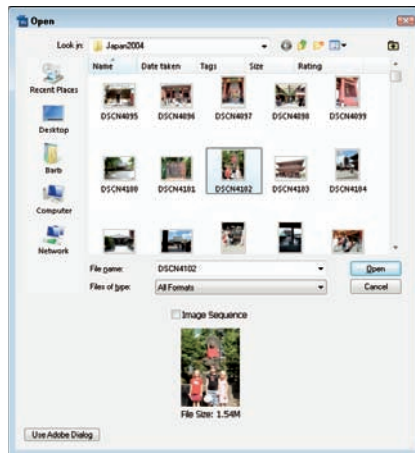 Open
Look in: Japan2004
Name Date taken Tags Size Rating
Recent Places
Desktop
Barb
Computer
Network
DSCN4095 DSCN4096 DSCN4097 DSCN4098 DSCN4099
DSCN4100 DSCN4101 DSCN4102 DSCN4103 DSCN4104
File name: DSCN4102 Open
Files of type: All Formats Cancel
Image Sequence
File Size: 1.54M
Use Adobe Dialog